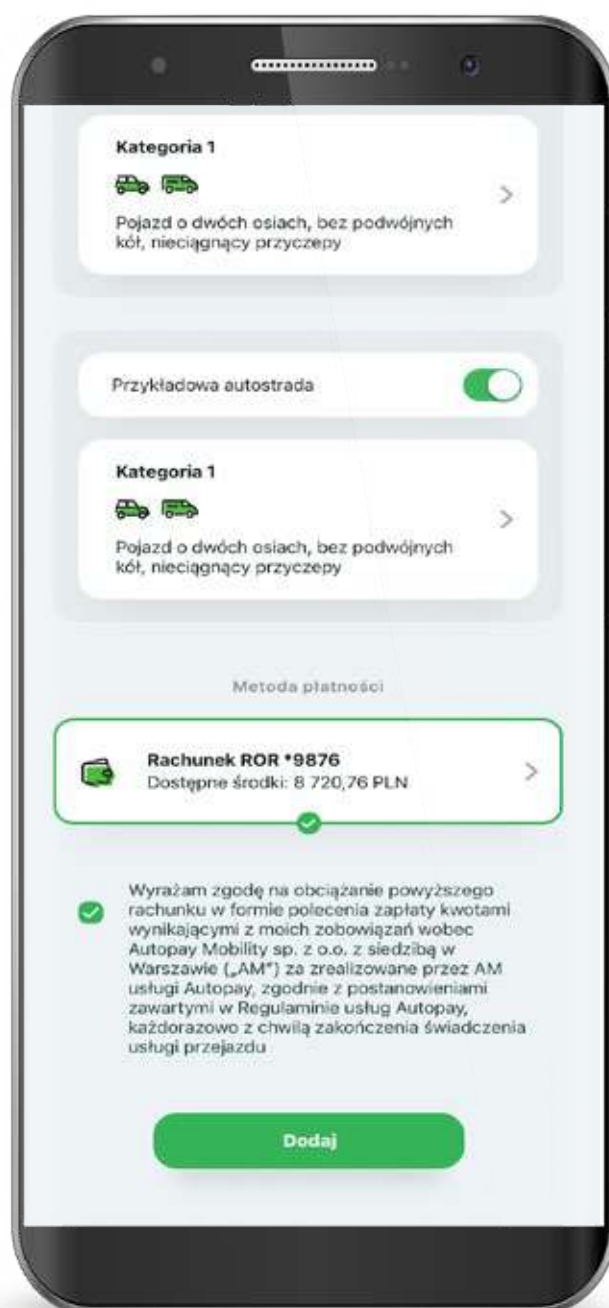 Kategoria 1
Pojazd o dwóch osiach, bez podwójnych
kół, nieciągnący przyczepy
Przykładowa autostrada
Kategoria 1
Pojazd o dwóch osiach, bez podwójnych
kół, nieciągnący przyczepy
Metoda płatności
Rachunek ROR *9876
Dostępne środki: 8 720,76 PLN
Wyrażam zgodę na obciążanie powyższego
rachunku w formie polecenia zapłaty kwotami
wynikającymi z moich zobowiązań wobec
Autopay Mobility sp. z o.o. z siedzibą w
Warszawie („AM") za zrealizowane przez AM
usługi Autopay, zgodnie z postanowieniami
zawartymi w Regulaminie usług Autopay,
każdorazowo z chwilą zakończenia świadczenia
usługi przejazdu
Dodaj